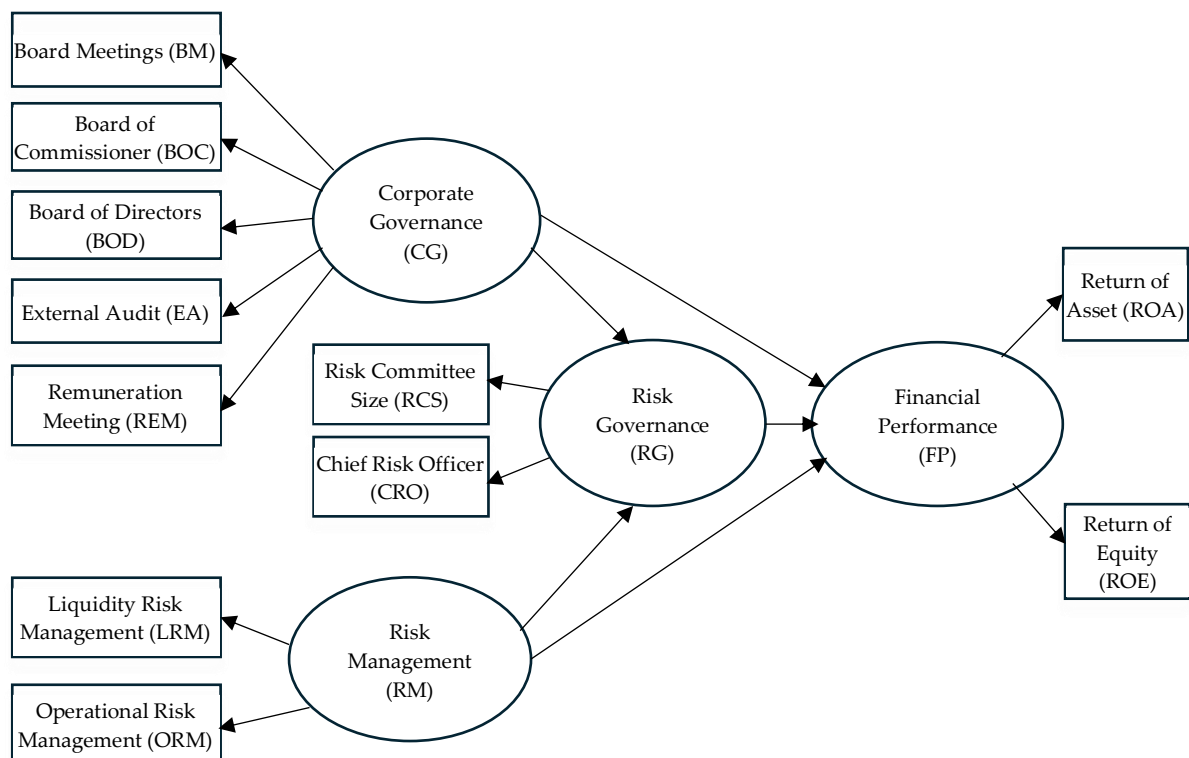 Board Meetings (BM)
Board of
Commissioner (BOC)
Board of Directors
(BOD)
External Audit (EA)
Remuneration
Meeting (REM)
Corporate
Governance
(CG)
Risk Committee
Size (RCS)
Chief Risk Officer
(CRO)
Risk
Governance
(RG)
Financial
Performance
(FP)
Return of
Asset (ROA)
Return of
Equity
(ROE)
Liquidity Risk
Management (LRM)
Operational Risk
Management (ORM)
Risk
Management
(RM)